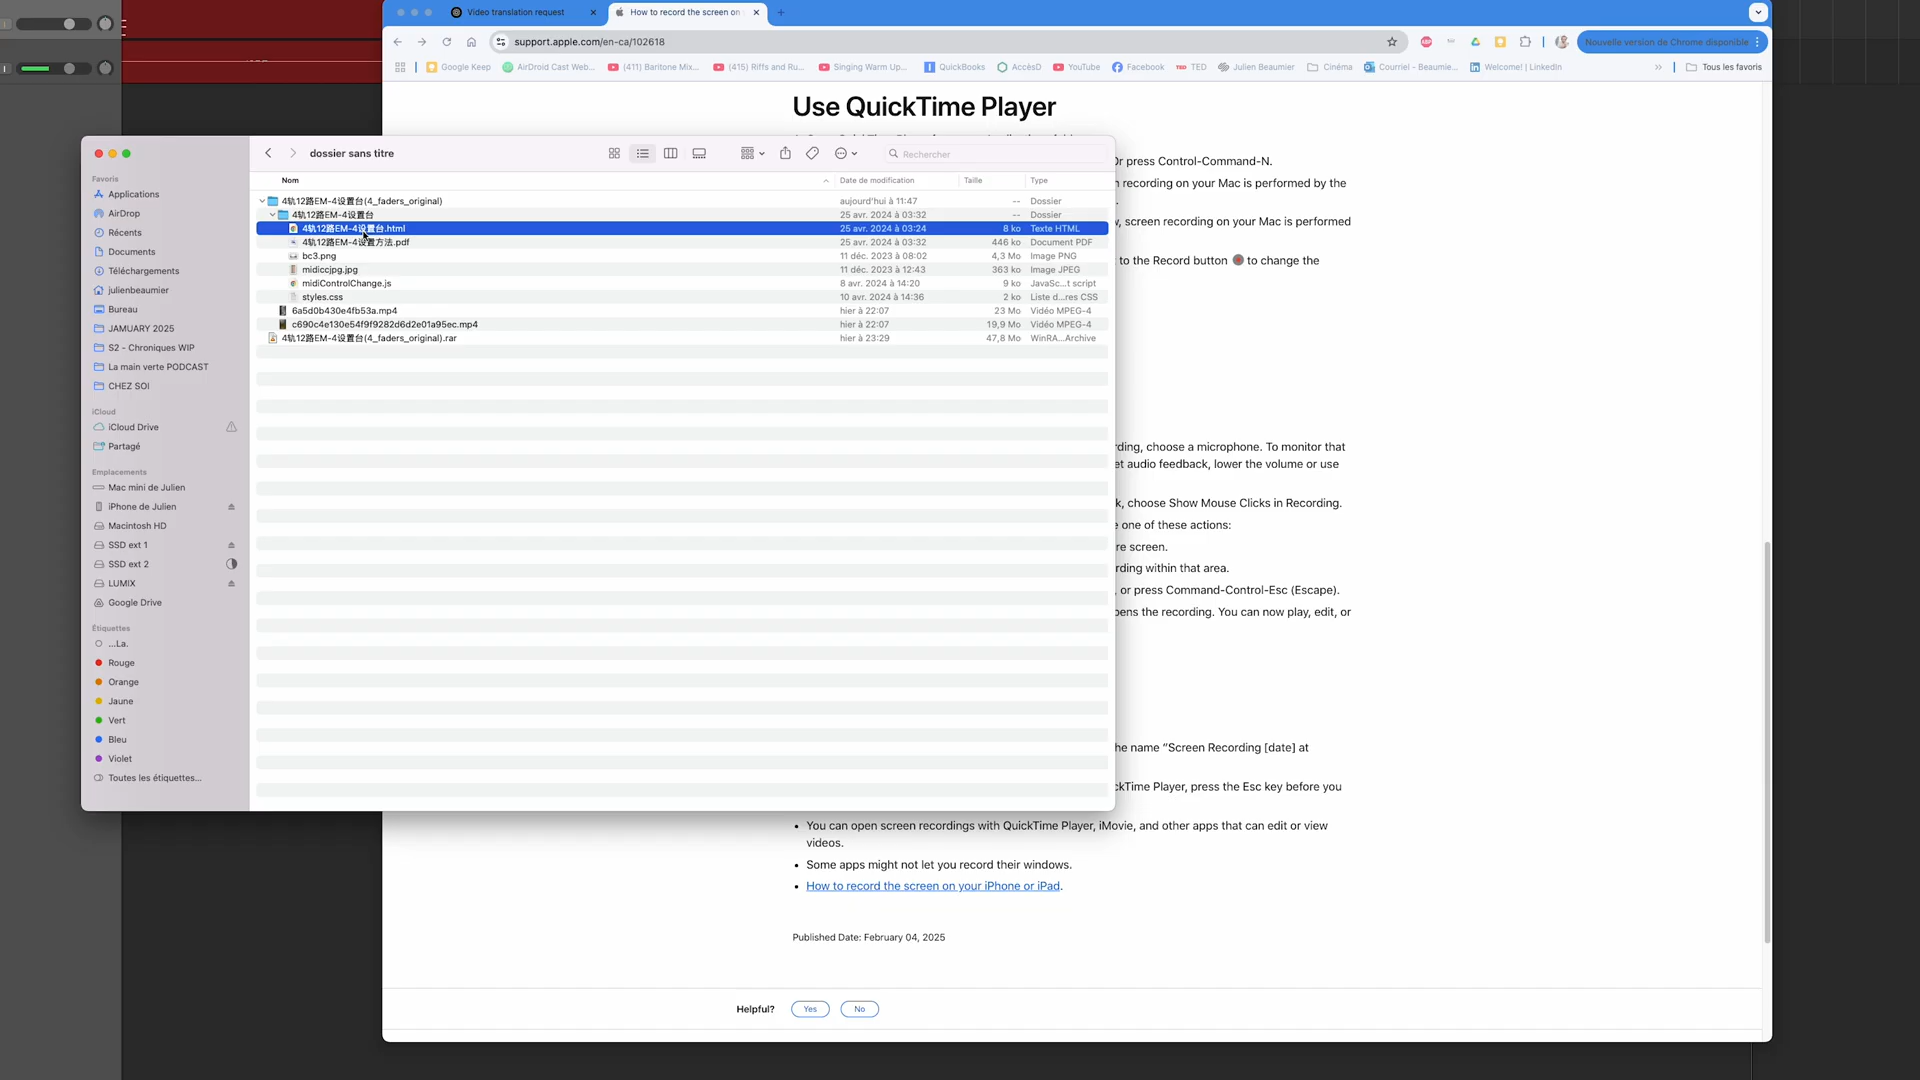 Video translation request
How to record the screen on
support.apple.com/en-ca/102618
Nouvelle version de Chrome disponible
Google Keep
AirDroid Cast Web...
(411) Baritone Mix...
(415) Riffs and Ru...
Singing Warm Up...
QuickBooks
AccèsD
YouTube
Facebook
TED
TED
Julien Beaumier
Cinéma
Courriel - Beaumie...
Welcome! | LinkedIn
Tous les favoris
Use QuickTime Player
Or press Control-Command-N.
n recording on your Mac is performed by the
, screen recording on your Mac is performed
t to the Record button to change the
rding, choose a microphone. To monitor that
et audio feedback, lower the volume or use
k, choose Show Mouse Clicks in Recording.
e one of these actions:
re screen.
rding within that area.
, or press Command-Control-Esc (Escape).
pens the recording. You can now play, edit, or
he name “Screen Recording [date] at
ckTime Player, press the Esc key before you
• You can open screen recordings with QuickTime Player, iMovie, and other apps that can edit or view
videos.
• Some apps might not let you record their windows.
• How to record the screen on your iPhone or iPad.
Published Date: February 04, 2025
Helpful?
Yes
No
Favoris
Applications
AirDrop
Récents
Documents
Téléchargements
julienbeaumier
Bureau
JAMUARY 2025
S2 - Chroniques WIP
La main verte PODCAST
CHEZ SOI
iCloud
iCloud Drive
Partagé
Emplacements
Mac mini de Julien
iPhone de Julien
Macintosh HD
SSD ext 1
SSD ext 2
LUMIX
Google Drive
Étiquettes
...La.
Rouge
Orange
Jaune
Vert
Bleu
Violet
Toutes les étiquettes...
dossier sans titre
Rechercher
Nom Date de modification Taille Type
4轨12路EM-4设置台(4_faders_original) aujourd'hui à 11:47 -- Dossier
4轨12路EM-4设置台 25 avr. 2024 à 03:32 -- Dossier
4轨12路EM-4设置台.html 25 avr. 2024 à 03:24 8 ko Texte HTML
4轨12路EM-4设置方法.pdf 25 avr. 2024 à 03:32 446 ko Document PDF
bc3.png 11 déc. 2023 à 08:02 4,3 Mo Image PNG
midiccjpg.jpg 11 déc. 2023 à 12:43 363 ko Image JPEG
midiControlChange.js 8 avr. 2024 à 14:20 9 ko JavaSc...t script
styles.css 10 avr. 2024 à 14:36 2 ko Liste d...res CSS
6a5d0b430e4fb53a.mp4 hier à 22:07 23 Mo Vidéo MPEG-4
c690c4e130e54f9f9282d6d2e01a95ec.mp4 hier à 22:07 19,9 Mo Vidéo MPEG-4
4轨12路EM-4设置台(4_faders_original).rar hier à 23:29 47,8 Mo WinRA...Archive